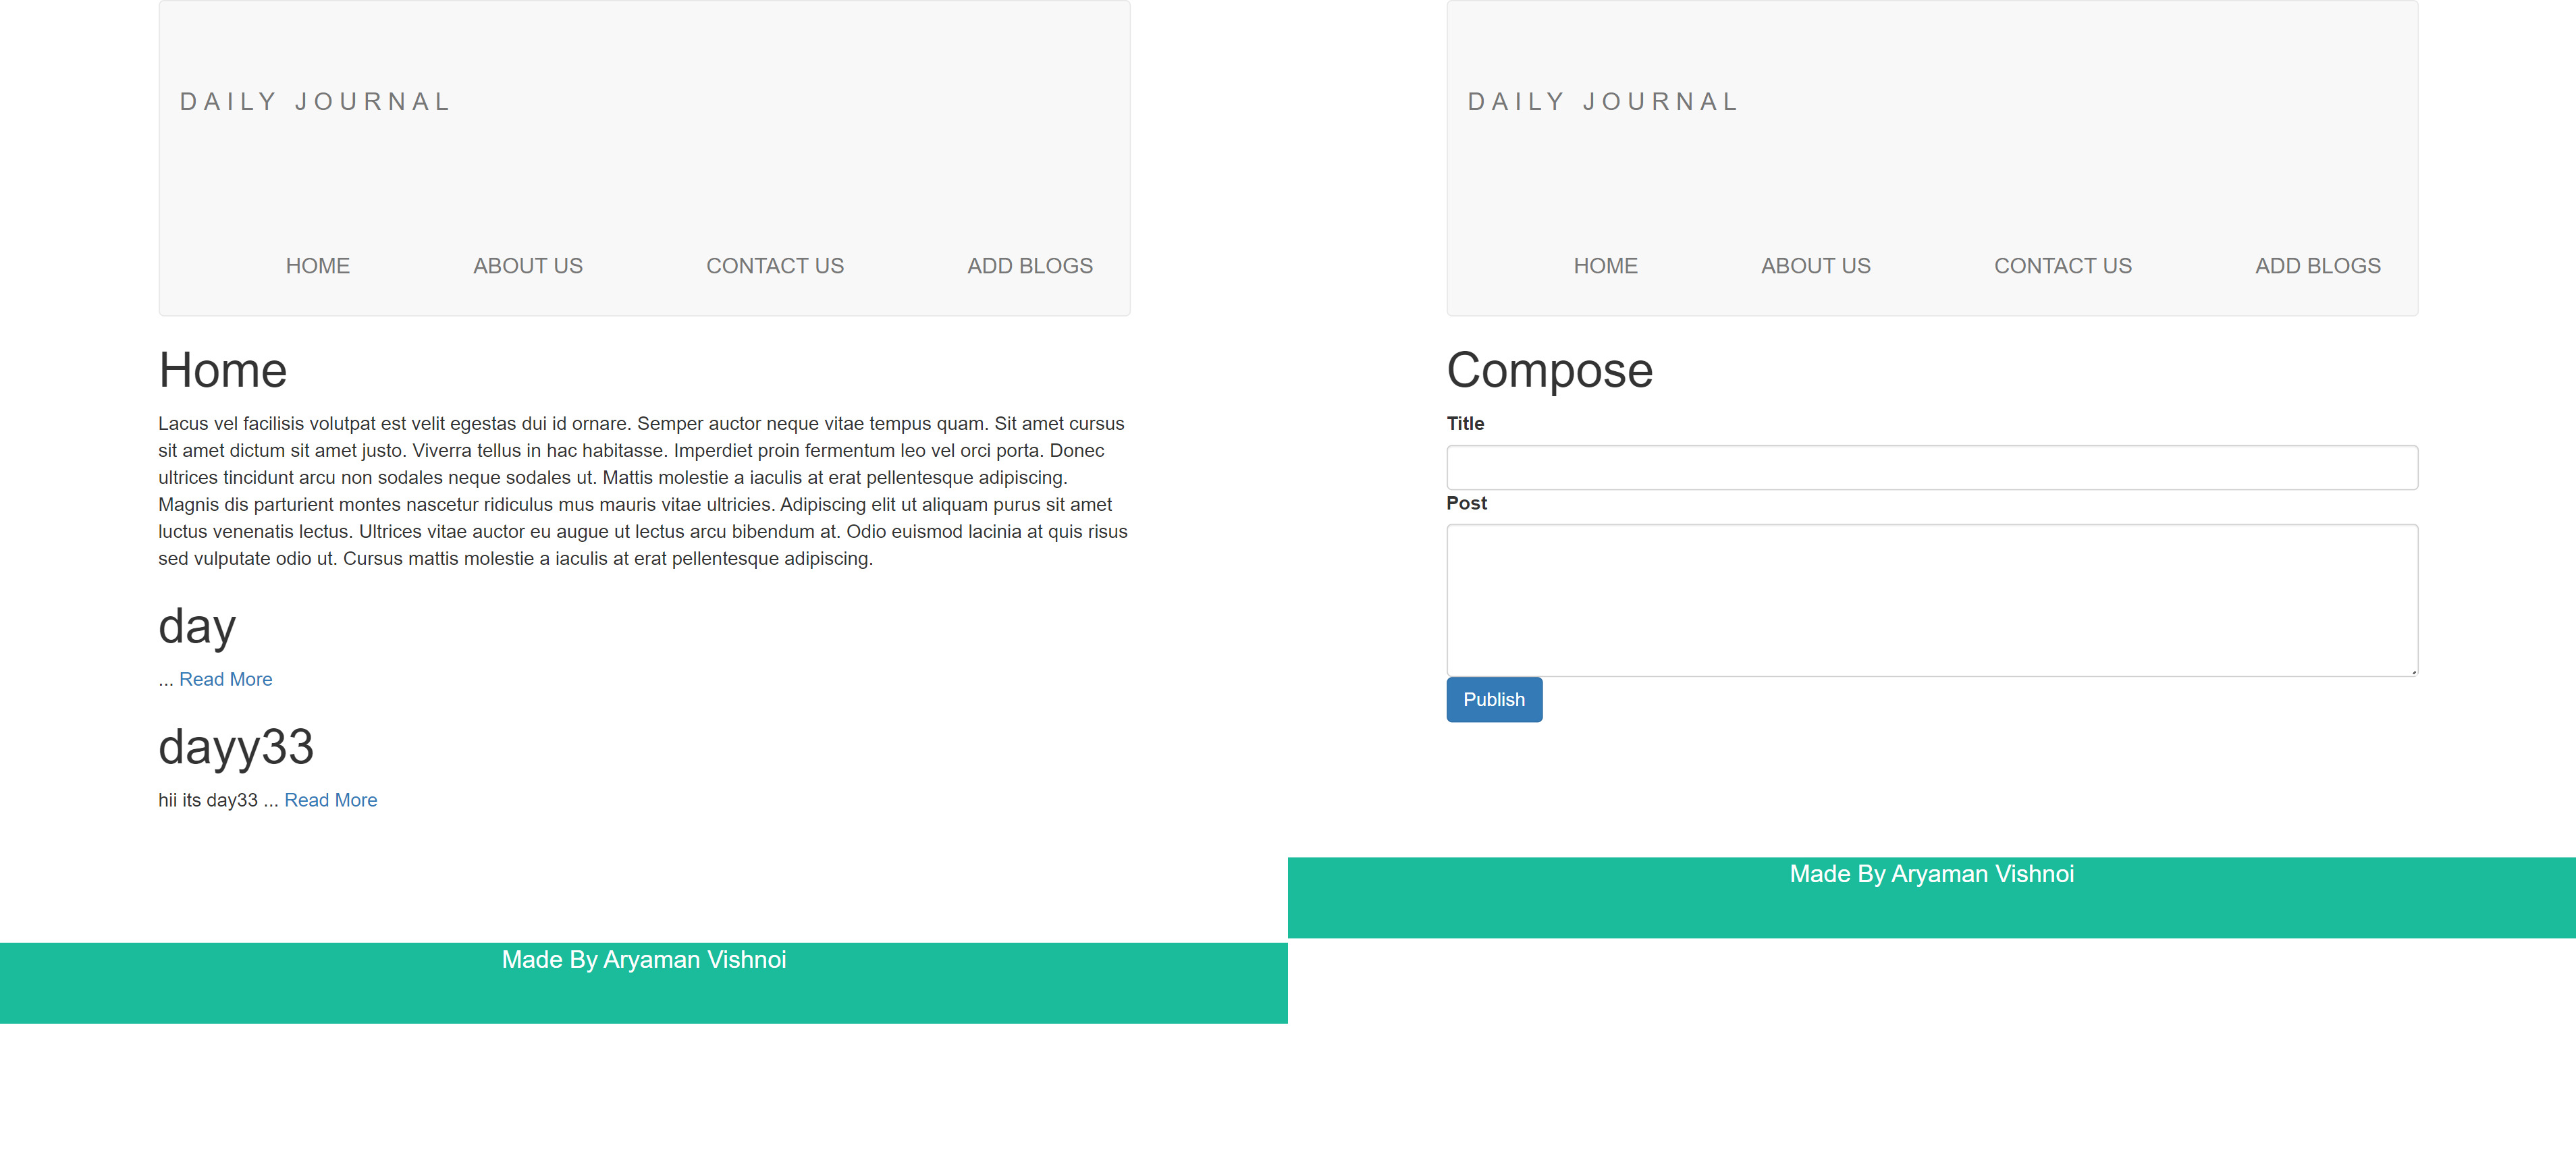 DAILY JOURNAL
HOME ABOUT US CONTACT US ADD BLOGS
Home
Lacus vel facilisis volutpat est velit egestas dui id ornare. Semper auctor neque vitae tempus quam. Sit amet cursus
sit amet dictum sit amet justo. Viverra tellus in hac habitasse. Imperdiet proin fermentum leo vel orci porta. Donec
ultrices tincidunt arcu non sodales neque sodales ut. Mattis molestie a iaculis at erat pellentesque adipiscing.
Magnis dis parturient montes nascetur ridiculus mus mauris vitae ultricies. Adipiscing elit ut aliquam purus sit amet
luctus venenatis lectus. Ultrices vitae auctor eu augue ut lectus arcu bibendum at. Odio euismod lacinia at quis risus
sed vulputate odio ut. Cursus mattis molestie a iaculis at erat pellentesque adipiscing.
day
... Read More
dayy33
hii its day33 ... Read More
Made By Aryaman Vishnoi
DAILY JOURNAL
HOME ABOUT US CONTACT US ADD BLOGS
Compose
Title
Post
Publish
Made By Aryaman Vishnoi